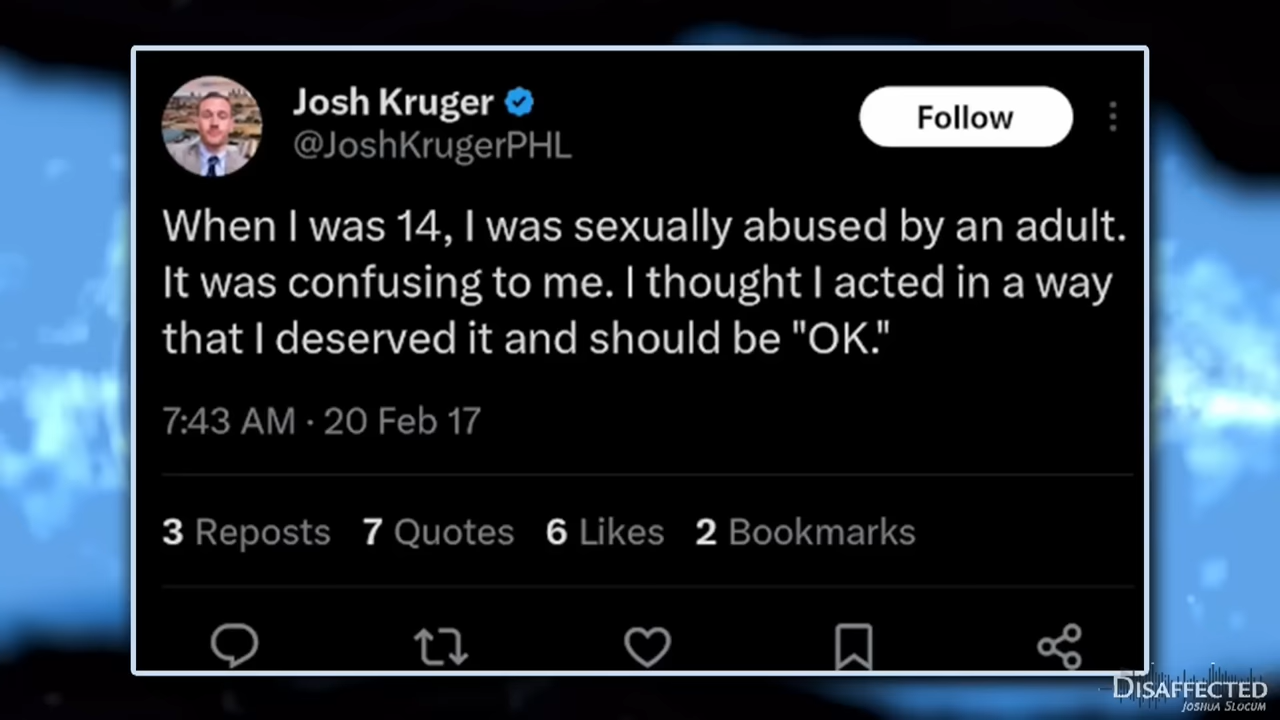 Josh Kruger
@JoshKrugerPHL
Follow
When I was 14, I was sexually abused by an adult.
It was confusing to me. I thought I acted in a way
that I deserved it and should be "OK."
7:43 AM · 20 Feb 17
3 Reposts 7 Quotes 6 Likes 2 Bookmarks
DISAFFECTED
JOSHUA SLOCUM